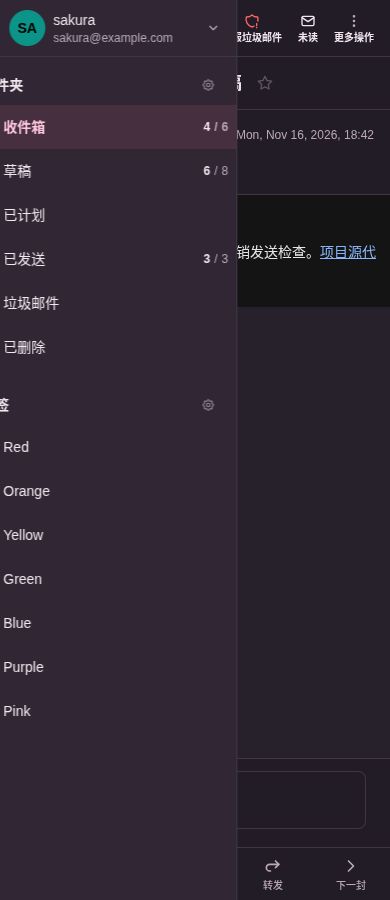 SA
sakura
sakura@example.com
垃圾邮件
未读
更多操作
件夹
稿
收件箱
4 / 6
Mon, Nov 16, 2026, 18:42
草稿
6 / 8
已计划
销发送检查。项目源代
已发送
3 / 3
垃圾邮件
已删除
签
Red
Orange
Yellow
Green
Blue
Purple
Pink
转发
下一封